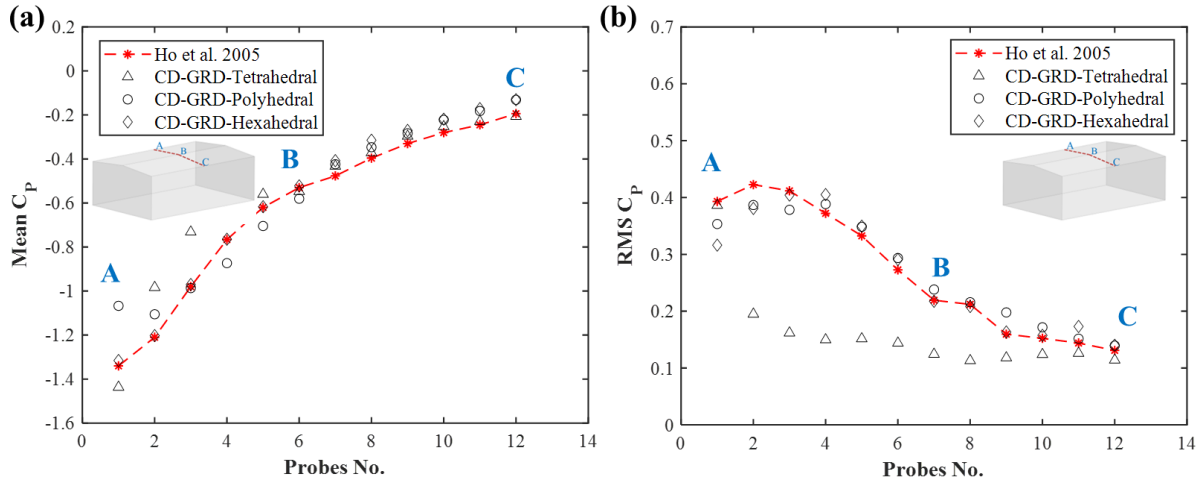 (a)
0.2
0
-0.2
-0.4
-0.6
-0.8
-1
-1.2
-1.4
-1.6
Mean C_P
Ho et al. 2005
CD-GRD-Tetrahedral
CD-GRD-Polyhedral
CD-GRD-Hexahedral
A
B
C
A
B
C
0
2
4
6
8
10
12
14
Probes No.
(b)
0.7
0.6
0.5
0.4
0.3
0.2
0.1
0
RMS C_P
Ho et al. 2005
CD-GRD-Tetrahedral
CD-GRD-Polyhedral
CD-GRD-Hexahedral
A
B
C
A
B
C
0
2
4
6
8
10
12
14
Probes No.